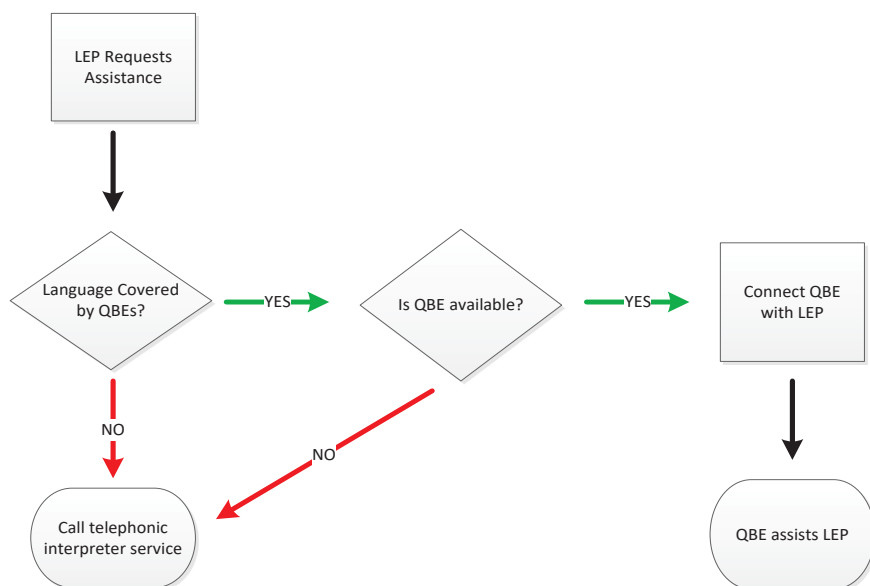 LEP Requests
Assistance
Language Covered
by QBEs?
YES
Is QBE available?
YES
Connect QBE
with LEP
NO
NO
Call telephonic
interpreter service
QBE assists LEP